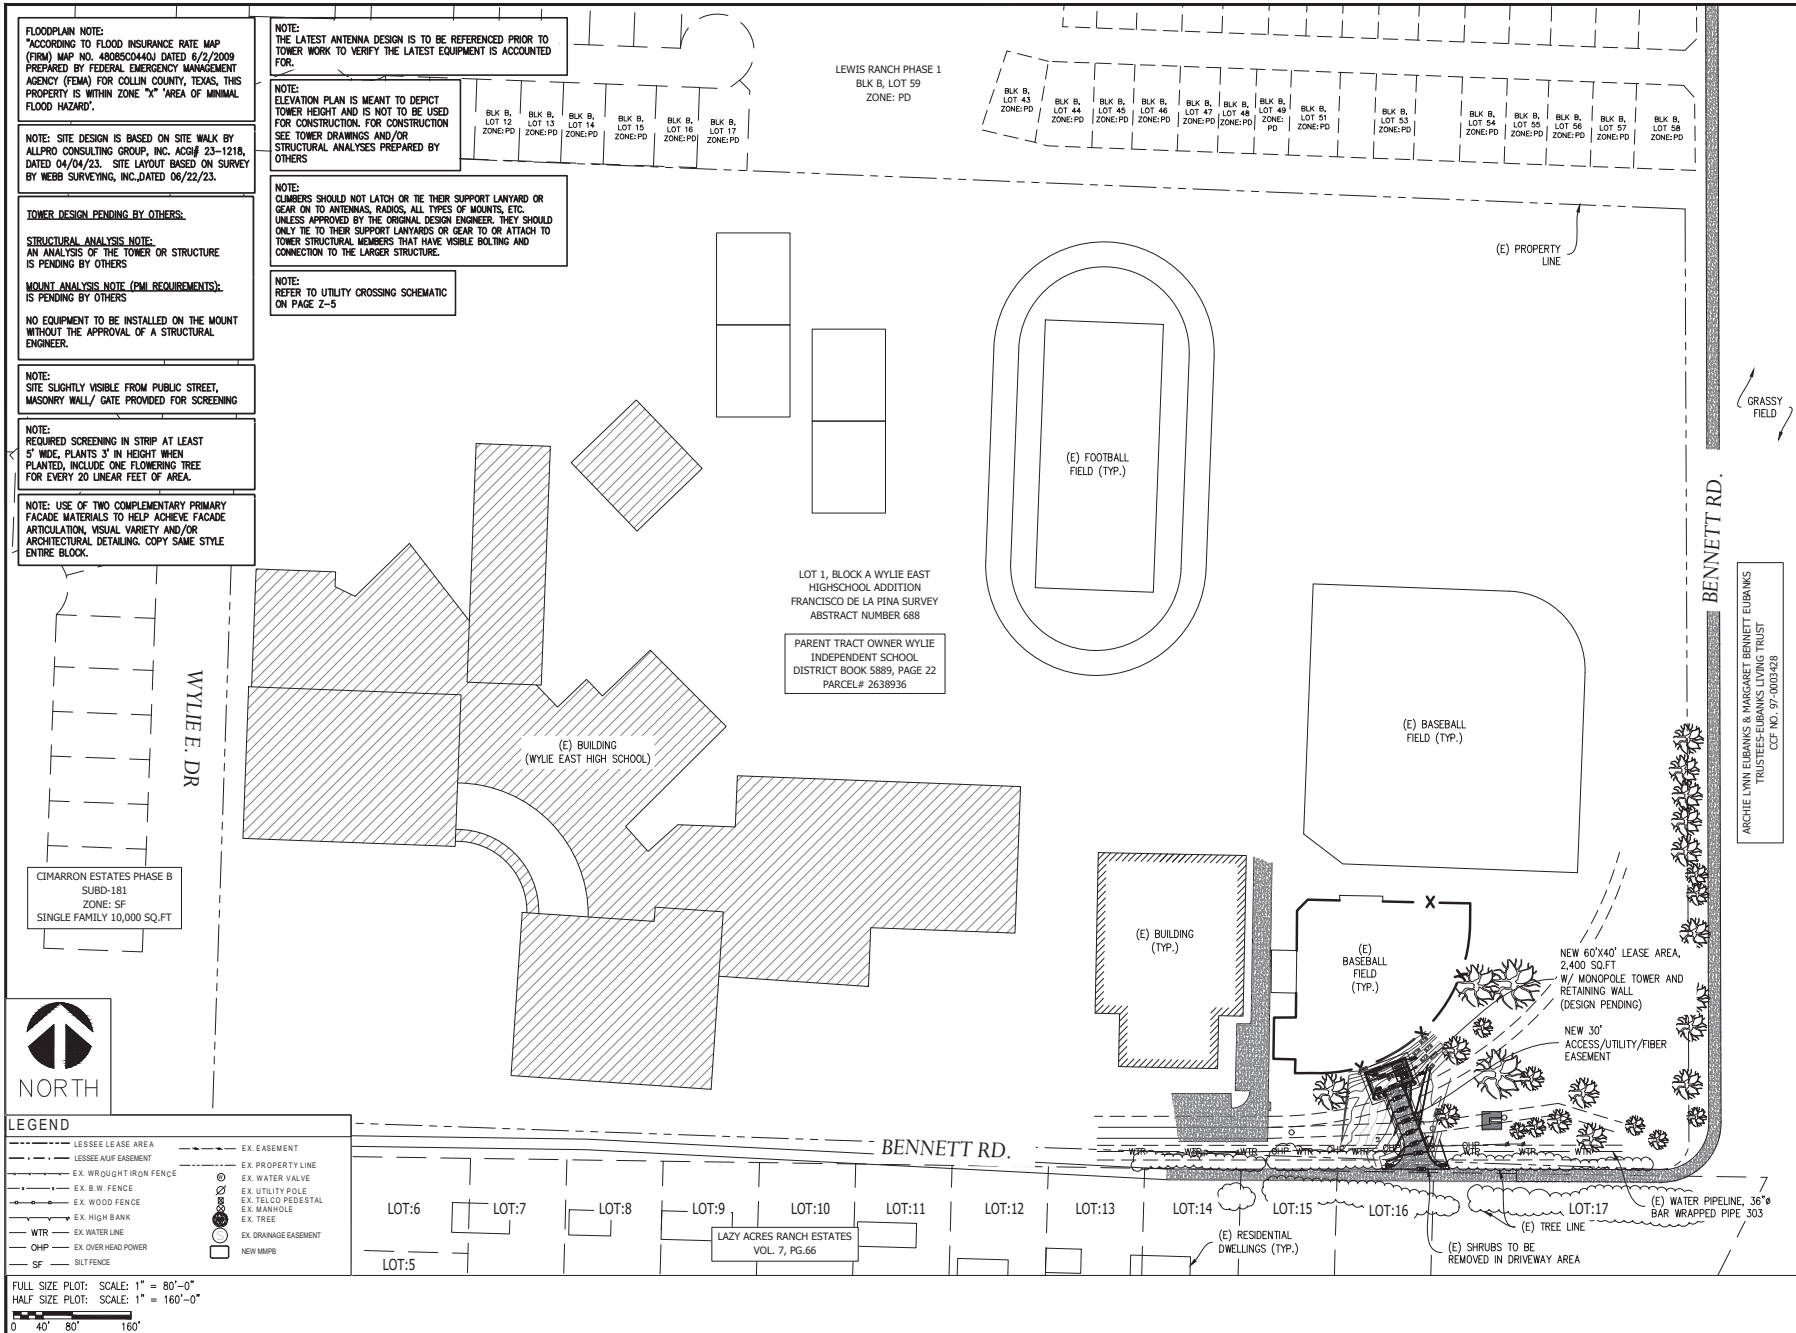 FLOODPLAIN NOTE:
"ACCORDING TO FLOOD INSURANCE RATE MAP
(FIRM) MAP NO. 48085C0440J DATED 6/2/2009
PREPARED BY FEDERAL EMERGENCY MANAGEMENT
AGENCY (FEMA) FOR COLLIN COUNTY, TEXAS, THIS
PROPERTY IS WITHIN ZONE "X" 'AREA OF MINIMAL
FLOOD HAZARD'.
NOTE: SITE DESIGN IS BASED ON SITE WALK BY
ALLPRO CONSULTING GROUP, INC. ACGI# 23-1218,
DATED 04/04/23. SITE LAYOUT BASED ON SURVEY
BY WEBB SURVEYING, INC.,DATED 06/22/23.
TOWER DESIGN PENDING BY OTHERS:
STRUCTURAL ANALYSIS NOTE:
AN ANALYSIS OF THE TOWER OR STRUCTURE
IS PENDING BY OTHERS
MOUNT ANALYSIS NOTE (PMI REQUIREMENTS):
IS PENDING BY OTHERS
NO EQUIPMENT TO BE INSTALLED ON THE MOUNT
WITHOUT THE APPROVAL OF A STRUCTURAL
ENGINEER.
NOTE:
SITE SLIGHTLY VISIBLE FROM PUBLIC STREET,
MASONRY WALL/ GATE PROVIDED FOR SCREENING
NOTE:
REQUIRED SCREENING IN STRIP AT LEAST
5' WIDE, PLANTS 3' IN HEIGHT WHEN
PLANTED, INCLUDE ONE FLOWERING TREE
FOR EVERY 20 LINEAR FEET OF AREA.
NOTE: USE OF TWO COMPLEMENTARY PRIMARY
FACADE MATERIALS TO HELP ACHIEVE FACADE
ARTICULATION, VISUAL VARIETY AND/OR
ARCHITECTURAL DETAILING. COPY SAME STYLE
ENTIRE BLOCK.
NOTE:
THE LATEST ANTENNA DESIGN IS TO BE REFERENCED PRIOR TO
TOWER WORK TO VERIFY THE LATEST EQUIPMENT IS ACCOUNTED
FOR.
NOTE:
ELEVATION PLAN IS MEANT TO DEPICT
TOWER HEIGHT AND IS NOT TO BE USED
FOR CONSTRUCTION. FOR CONSTRUCTION
SEE TOWER DRAWINGS AND/OR
STRUCTURAL ANALYSES PREPARED BY
OTHERS
NOTE:
CLIMBERS SHOULD NOT LATCH OR TIE THEIR SUPPORT LANYARD OR
GEAR ON TO ANTENNAS, RADIOS, ALL TYPES OF MOUNTS, ETC.
UNLESS APPROVED BY THE ORIGINAL DESIGN ENGINEER. THEY SHOULD
ONLY TIE TO THEIR SUPPORT LANYARDS OR GEAR TO OR ATTACH TO
TOWER STRUCTURAL MEMBERS THAT HAVE VISIBLE BOLTING AND
CONNECTION TO THE LARGER STRUCTURE.
NOTE:
REFER TO UTILITY CROSSING SCHEMATIC
ON PAGE Z-5
BLK B,
LOT 12
ZONE:PD
BLK B,
LOT 13
ZONE:PD
BLK B,
LOT 14
ZONE:PD
BLK B,
LOT 15
ZONE:PD
BLK B,
LOT 16
ZONE:PD
BLK B,
LOT 17
ZONE:PD
LEWIS RANCH PHASE 1
BLK B, LOT 59
ZONE: PD
BLK B,
LOT 43
ZONE:PD
BLK B,
LOT 44
ZONE:PD
BLK B,
LOT 45
ZONE:PD
BLK B,
LOT 46
ZONE:PD
BLK B,
LOT 47
ZONE:PD
BLK B,
LOT 48
ZONE:PD
BLK B,
LOT 49
ZONE:
PD
BLK B,
LOT 51
ZONE:PD
BLK B,
LOT 53
ZONE:PD
BLK B,
LOT 54
ZONE:PD
BLK B,
LOT 55
ZONE:PD
BLK B,
LOT 56
ZONE:PD
BLK B,
LOT 57
ZONE:PD
BLK B,
LOT 58
ZONE:PD
(E) PROPERTY
LINE
GRASSY
FIELD
BENNETT RD.
(E) FOOTBALL
FIELD (TYP.)
LOT 1, BLOCK A WYLIE EAST
HIGHSCHOOL ADDITION
FRANCISCO DE LA PINA SURVEY
ABSTRACT NUMBER 688
PARENT TRACT OWNER WYLIE
INDEPENDENT SCHOOL
DISTRICT BOOK 5889, PAGE 22
PARCEL# 2638936
ARCHIE LYNN EUBANKS & MARGARET BENNETT EUBANKS
TRUSTEES-EUBANKS LIVING TRUST
CCF NO. 97-0003428
WYLIE E. DR
(E) BUILDING
(WYLIE EAST HIGH SCHOOL)
(E) BASEBALL
FIELD (TYP.)
CIMARRON ESTATES PHASE B
SUBD-181
ZONE: SF
SINGLE FAMILY 10,000 SQ.FT
(E) BUILDING
(TYP.)
(E)
BASEBALL
FIELD
(TYP.)
NEW 60'X40' LEASE AREA,
2,400 SQ.FT
W/ MONOPOLE TOWER AND
RETAINING WALL
(DESIGN PENDING)
NEW 30'
ACCESS/UTILITY/FIBER
EASEMENT
NORTH
BENNETT RD.
WTR WTR WTR OHP WTR OHP WTR OHP WTR WTR WTR
LEGEND
LESSEE LEASE AREA
LESSEE A/U/F EASEMENT
EX. WROUGHT IRON FENCE
EX. B.W. FENCE
EX. WOOD FENCE
EX. HIGH BANK
WTR EX. WATER LINE
OHP EX. OVER HEAD POWER
SF SILT FENCE
EX. EASEMENT
EX. PROPERTY LINE
EX. WATER VALVE
EX. UTILITY POLE
EX. TELCO PEDESTAL
EX. MANHOLE
EX. TREE
EX. DRAINAGE EASEMENT
NEW MMPB
LOT:6
LOT:7
LOT:8
LOT:9
LOT:10
LOT:11
LOT:12
LOT:13
LOT:14
LOT:15
LOT:16
LOT:17
LOT:5
LAZY ACRES RANCH ESTATES
VOL. 7, PG.66
(E) RESIDENTIAL
DWELLINGS (TYP.)
(E) SHRUBS TO BE
REMOVED IN DRIVEWAY AREA
(E) TREE LINE
(E) WATER PIPELINE, 36"ø
BAR WRAPPED PIPE 303
FULL SIZE PLOT: SCALE: 1" = 80'-0"
HALF SIZE PLOT: SCALE: 1" = 160'-0"
0 40' 80' 160'